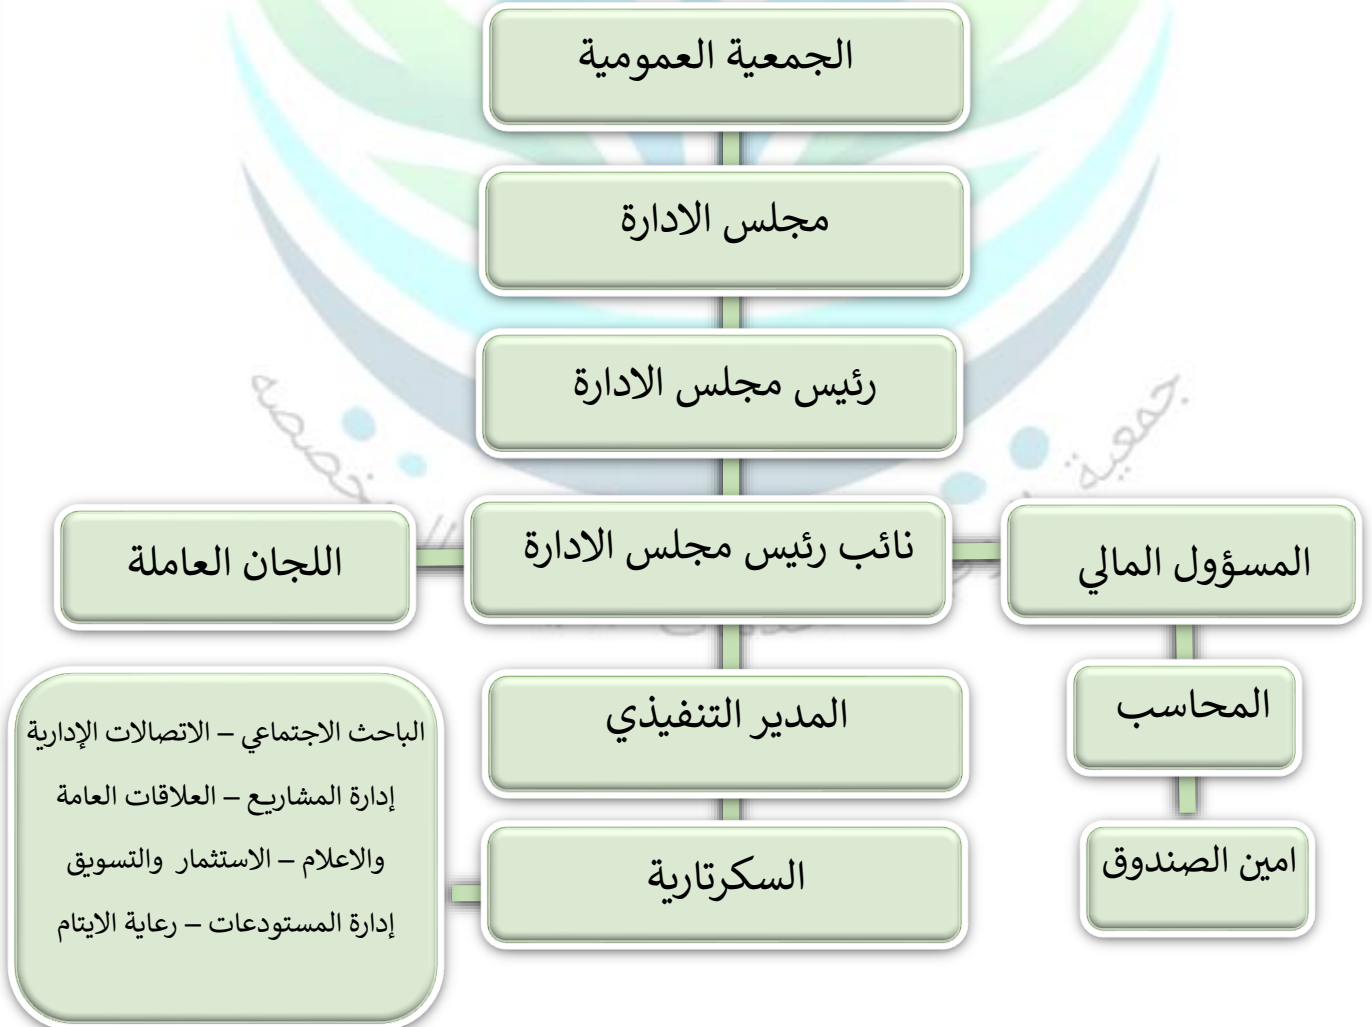 الجمعية العمومية
مجلس الادارة
رئيس مجلس الادارة
المسؤول المالي
نائب رئيس مجلس الادارة
اللجان العاملة
المحاسب
المدير التنفيذي
امين الصندوق
السكرتارية
الباحث الاجتماعي – الاتصالات الإدارية
إدارة المشاريع – العلاقات العامة
والاعلام – الاستثمار والتسويق
إدارة المستودعات – رعاية الايتام
جمعية